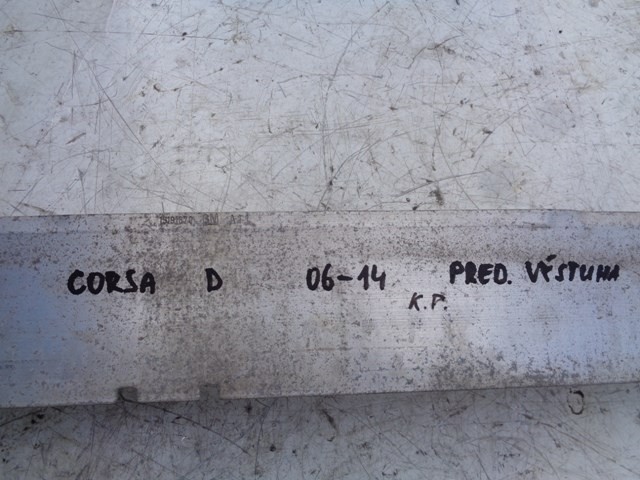 CORSA D 06-14 PRED. VÝSTUHA
K.P.